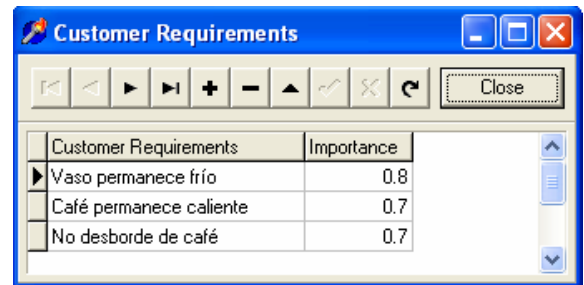 Customer Requirements
Close
Customer Requirements Importance
Vaso permanece frío 0.8
Café permanece caliente 0.7
No desborde de café 0.7